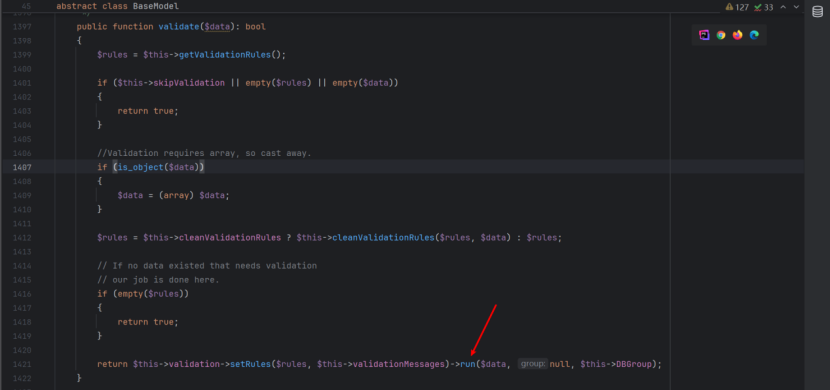 45 abstract class BaseModel 127 33
1397 public function validate($data): bool
1398 {
1399 $rules = $this->getValidationRules();
1400
1401 if ($this->skipValidation || empty($rules) || empty($data))
1402 {
1403 return true;
1404 }
1405
1406 //Validation requires array, so cast away.
1407 if (is_object($data))
1408 {
1409 $data = (array) $data;
1410 }
1411
1412 $rules = $this->cleanValidationRules ? $this->cleanValidationRules($rules, $data) : $rules;
1413
1414 // If no data existed that needs validation
1415 // our job is done here.
1416 if (empty($rules))
1417 {
1418 return true;
1419 }
1420
1421 return $this->validation->setRules($rules, $this->validationMessages)->run($data, group: null, $this->DBGroup);
1422 }